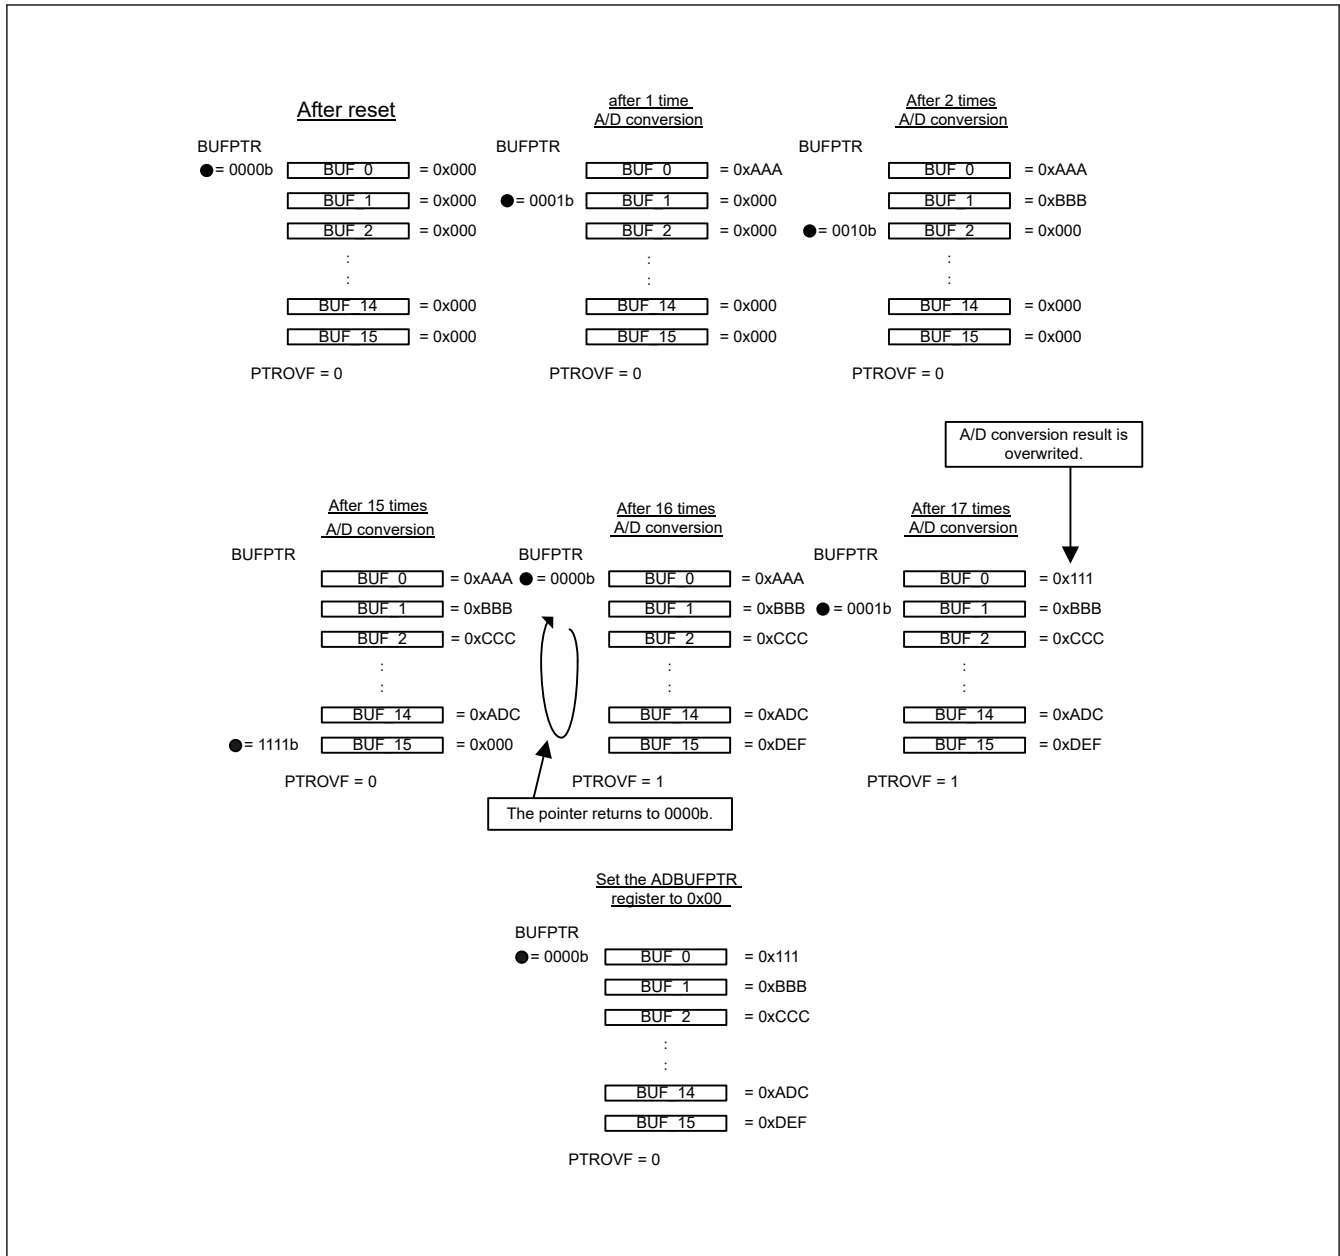 After reset
BUFPTR
= 0000b BUF_0 = 0x000
BUF_1 = 0x000
BUF_2 = 0x000
:
:
BUF_14 = 0x000
BUF_15 = 0x000
PTROVF = 0
after 1 time
A/D conversion
BUFPTR
BUF_0 = 0xAAA
= 0001b BUF_1 = 0x000
BUF_2 = 0x000
:
:
BUF_14 = 0x000
BUF_15 = 0x000
PTROVF = 0
After 2 times
A/D conversion
BUFPTR
BUF_0 = 0xAAA
BUF_1 = 0xBBB
= 0010b BUF_2 = 0x000
:
:
BUF_14 = 0x000
BUF_15 = 0x000
PTROVF = 0
A/D conversion result is
overwrited.
After 15 times
A/D conversion
BUFPTR
BUF_0 = 0xAAA
BUF_1 = 0xBBB
BUF_2 = 0xCCC
:
:
BUF_14 = 0xADC
= 1111b BUF_15 = 0x000
PTROVF = 0
After 16 times
A/D conversion
BUFPTR
= 0000b BUF_0 = 0xAAA
BUF_1 = 0xBBB
BUF_2 = 0xCCC
:
:
BUF_14 = 0xADC
BUF_15 = 0xDEF
PTROVF = 1
The pointer returns to 0000b.
After 17 times
A/D conversion
BUFPTR
BUF_0 = 0x111
= 0001b BUF_1 = 0xBBB
BUF_2 = 0xCCC
:
:
BUF_14 = 0xADC
BUF_15 = 0xDEF
PTROVF = 1
Set the ADBUFPTR
register to 0x00
BUFPTR
= 0000b BUF_0 = 0x111
BUF_1 = 0xBBB
BUF_2 = 0xCCC
:
:
BUF_14 = 0xADC
BUF_15 = 0xDEF
PTROVF = 0